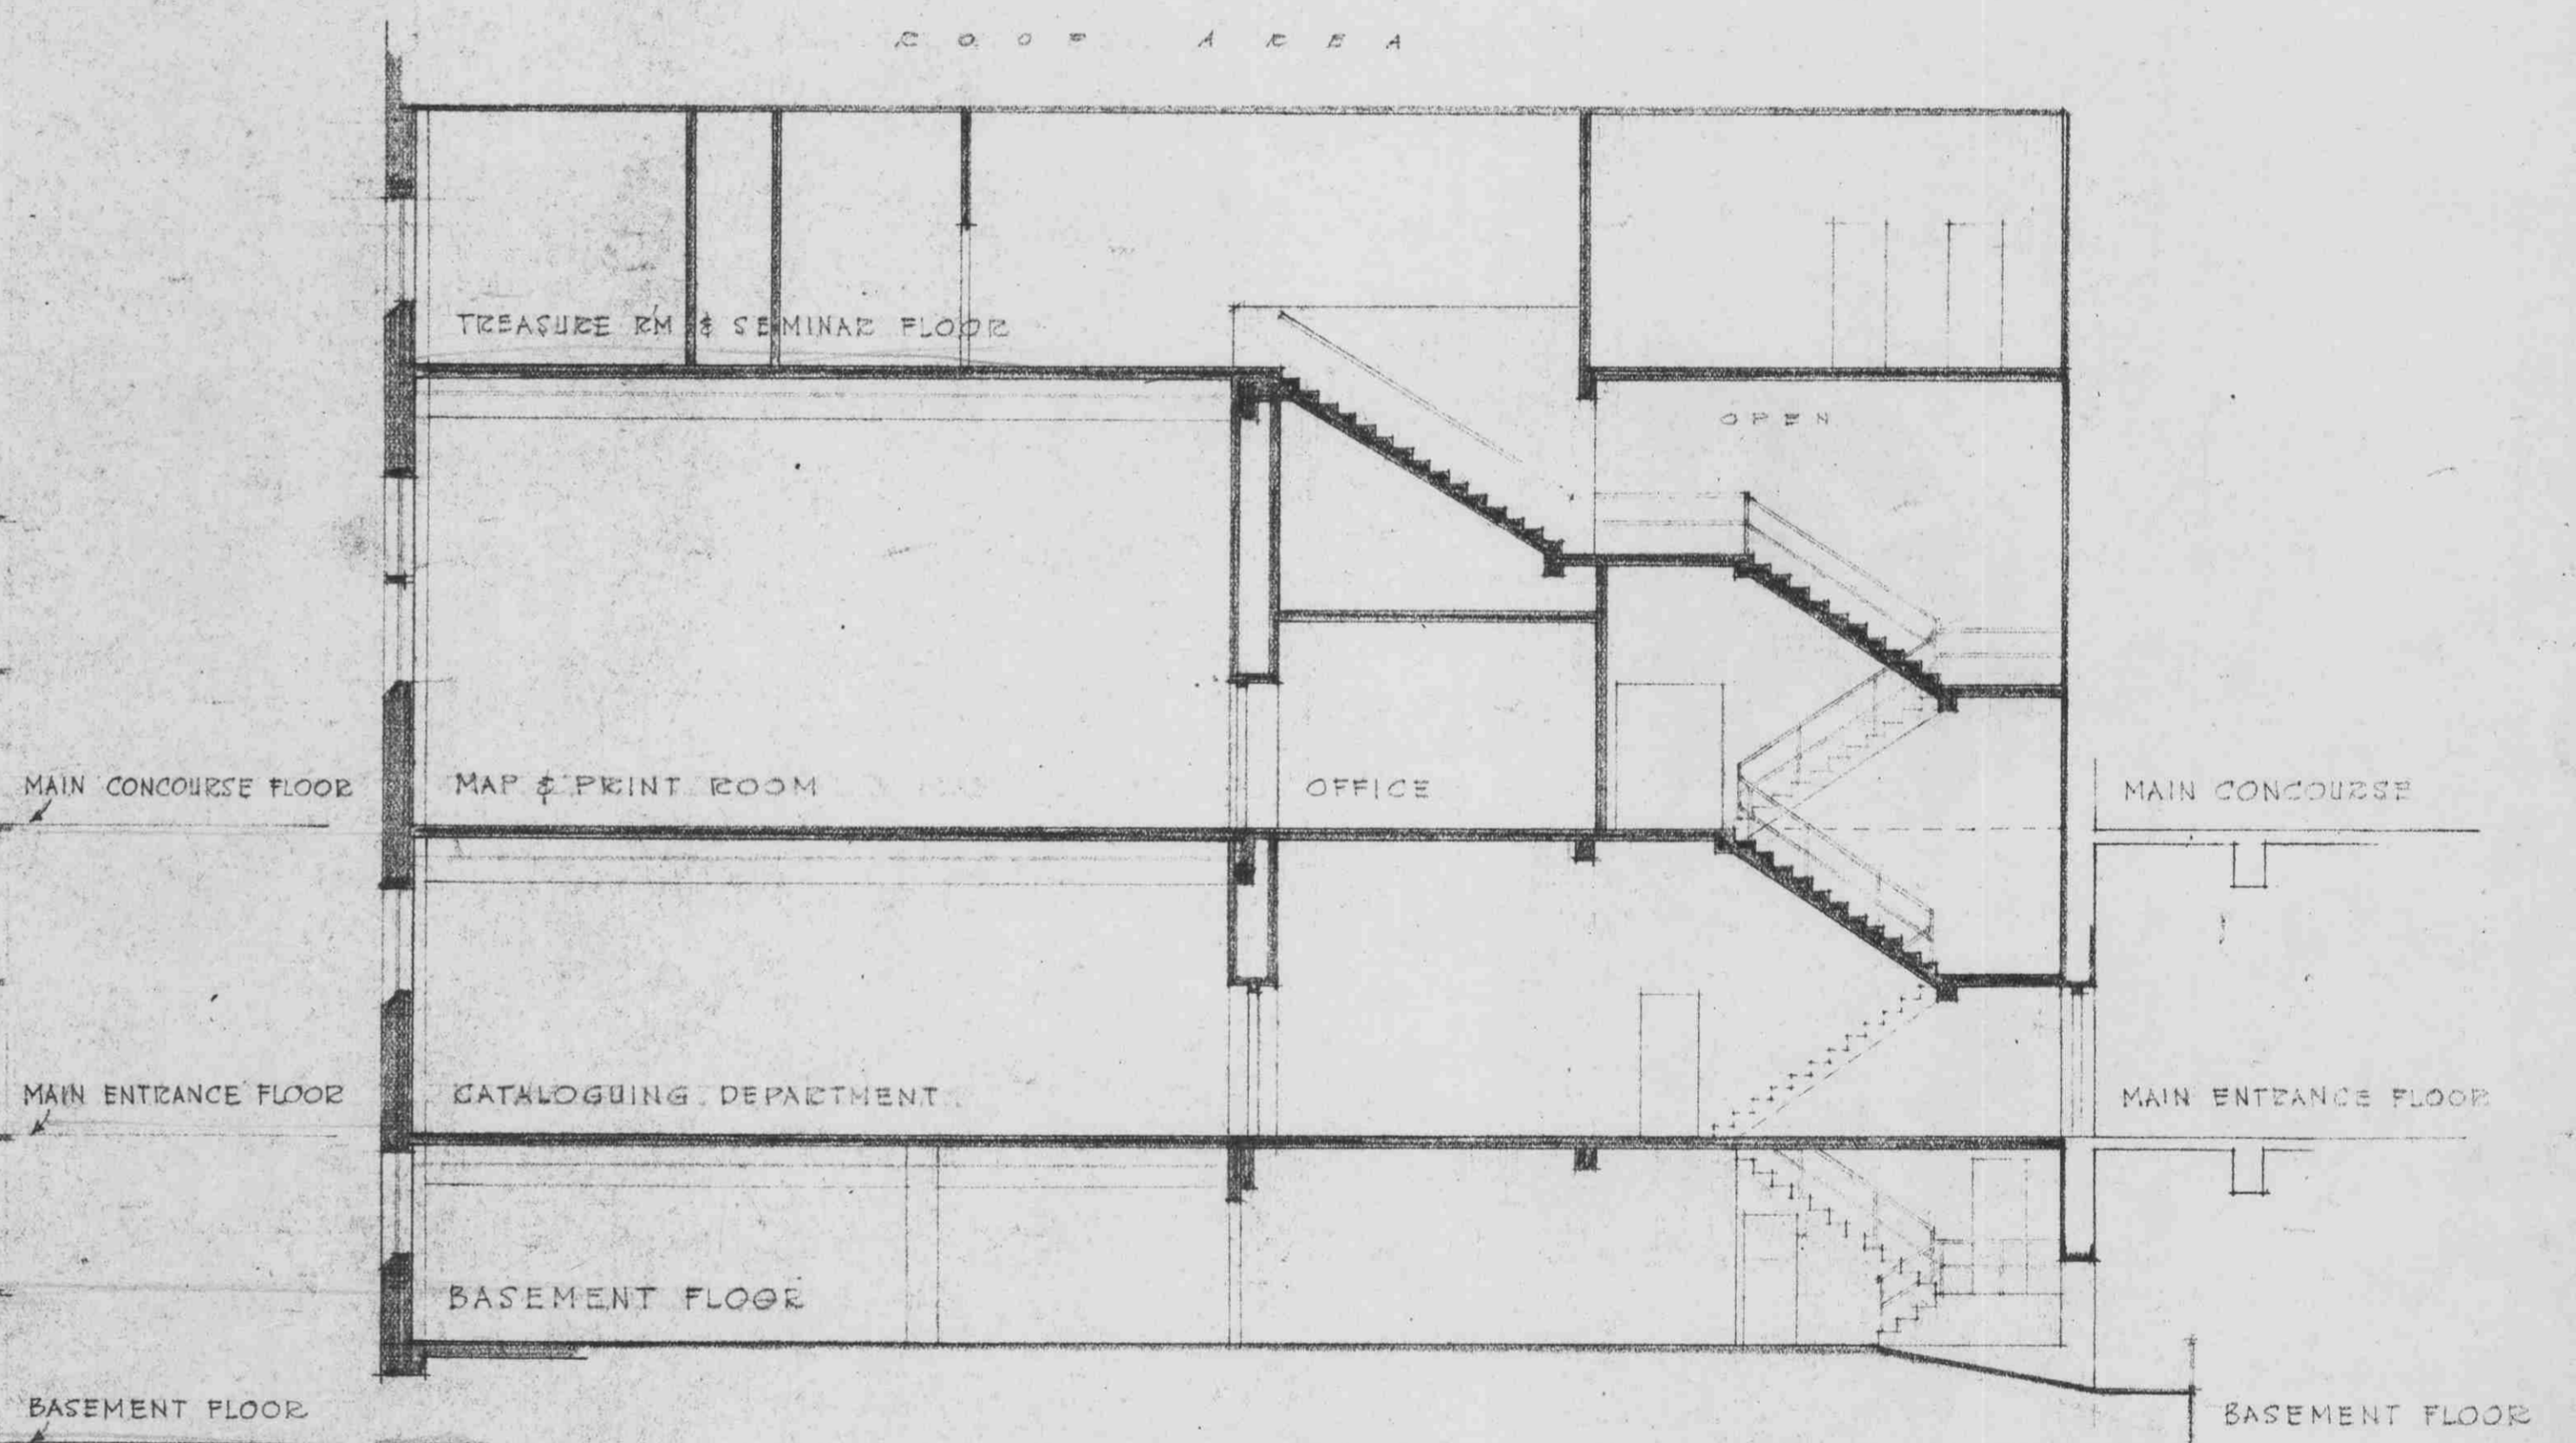 ROOF AREA
TREASURE RM & SEMINAR FLOOR
OPEN
MAIN CONCOURSE FLOOR
MAP & PRINT ROOM
OFFICE
MAIN CONCOURSE
MAIN ENTRANCE FLOOR
CATALOGUING DEPARTMENT
MAIN ENTRANCE FLOOR
BASEMENT FLOOR
BASEMENT FLOOR
BASEMENT FLOOR